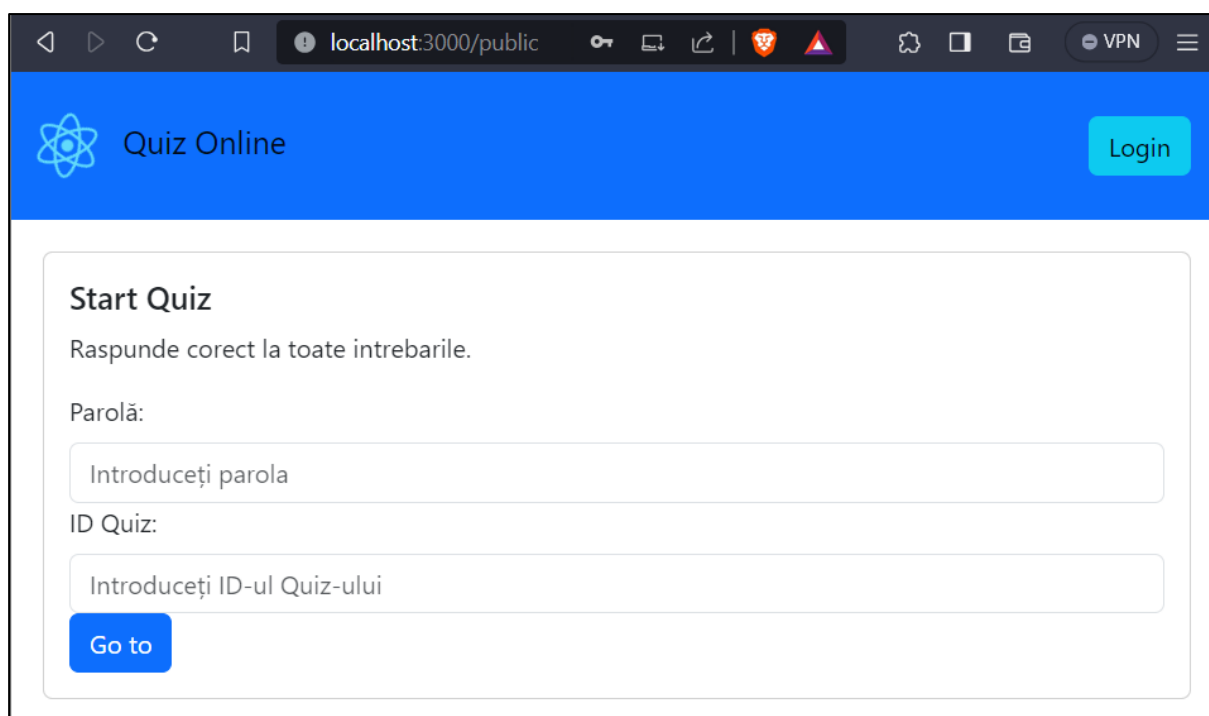 localhost:3000/public
VPN
Quiz Online
Login
Start Quiz
Raspunde corect la toate intrebarile.
Parolă:
Introduceți parola
ID Quiz:
Introduceți ID-ul Quiz-ului
Go to